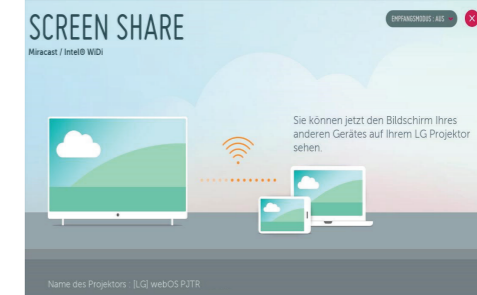 SCREEN SHARE
EMPFANGSMODUS : AUS
Miracast / Intel® WiDi
Sie können jetzt den Bildschirm Ihres
anderen Gerätes auf Ihrem LG Projektor
sehen.
Name des Projektors : [LG] webOS PJTR